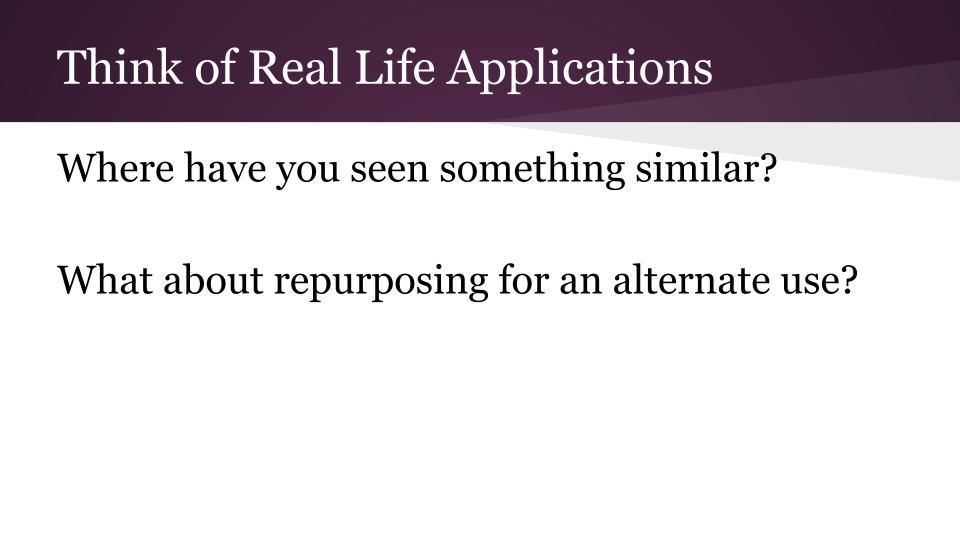 Think of Real Life Applications
Where have you seen something similar?
What about repurposing for an alternate use?